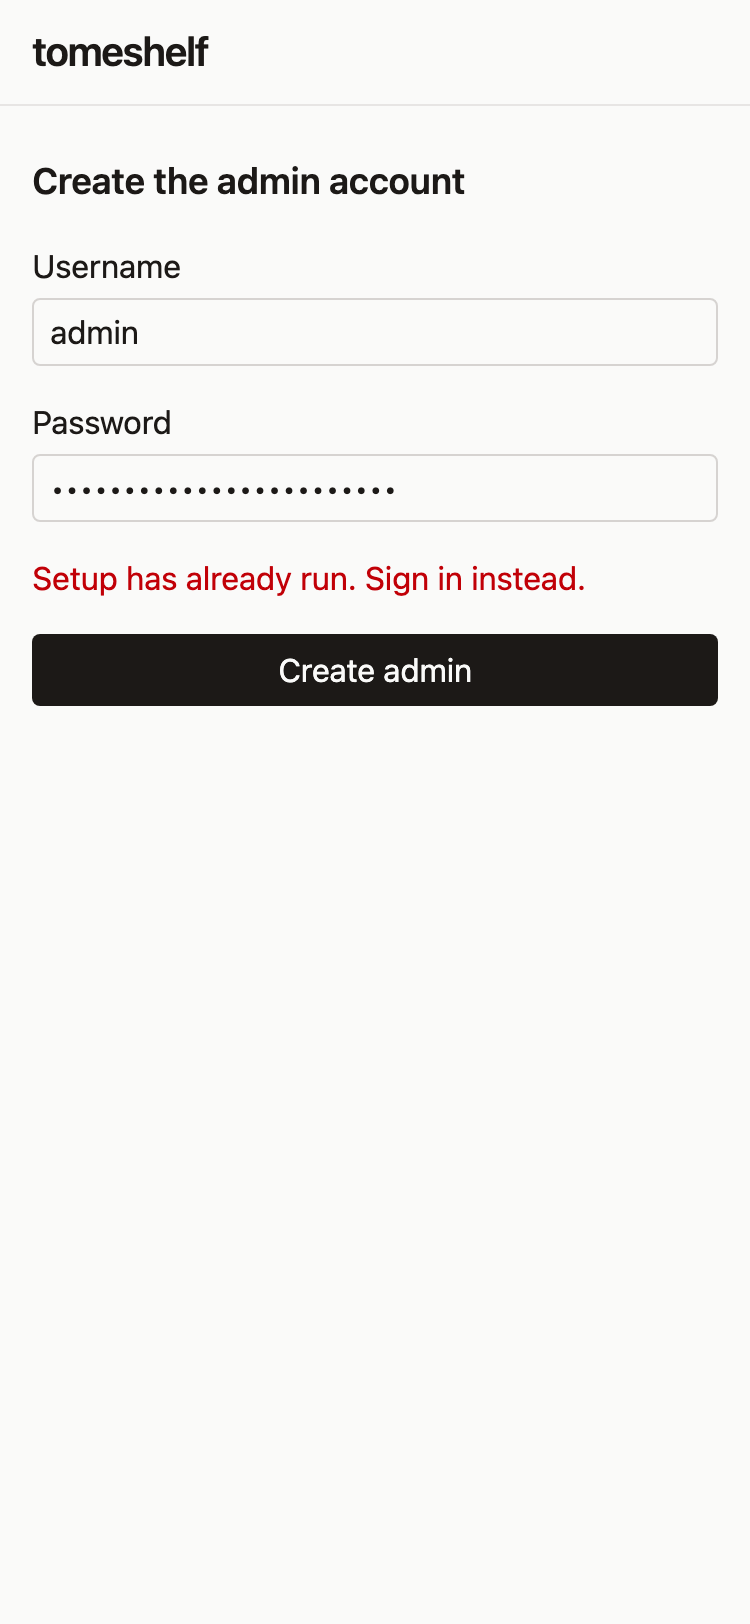 tomeshelf
Create the admin account
Username
admin
Password
••••••••••••••••••••••••
Setup has already run. Sign in instead.
Create admin